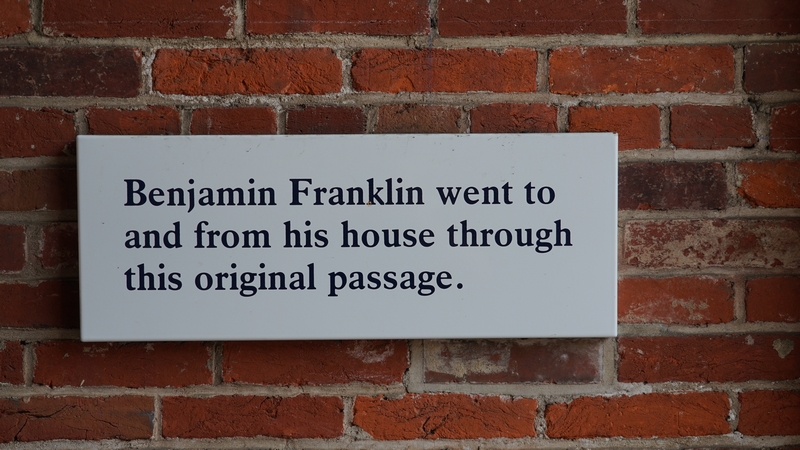 Benjamin Franklin went to
and from his house through
this original passage.